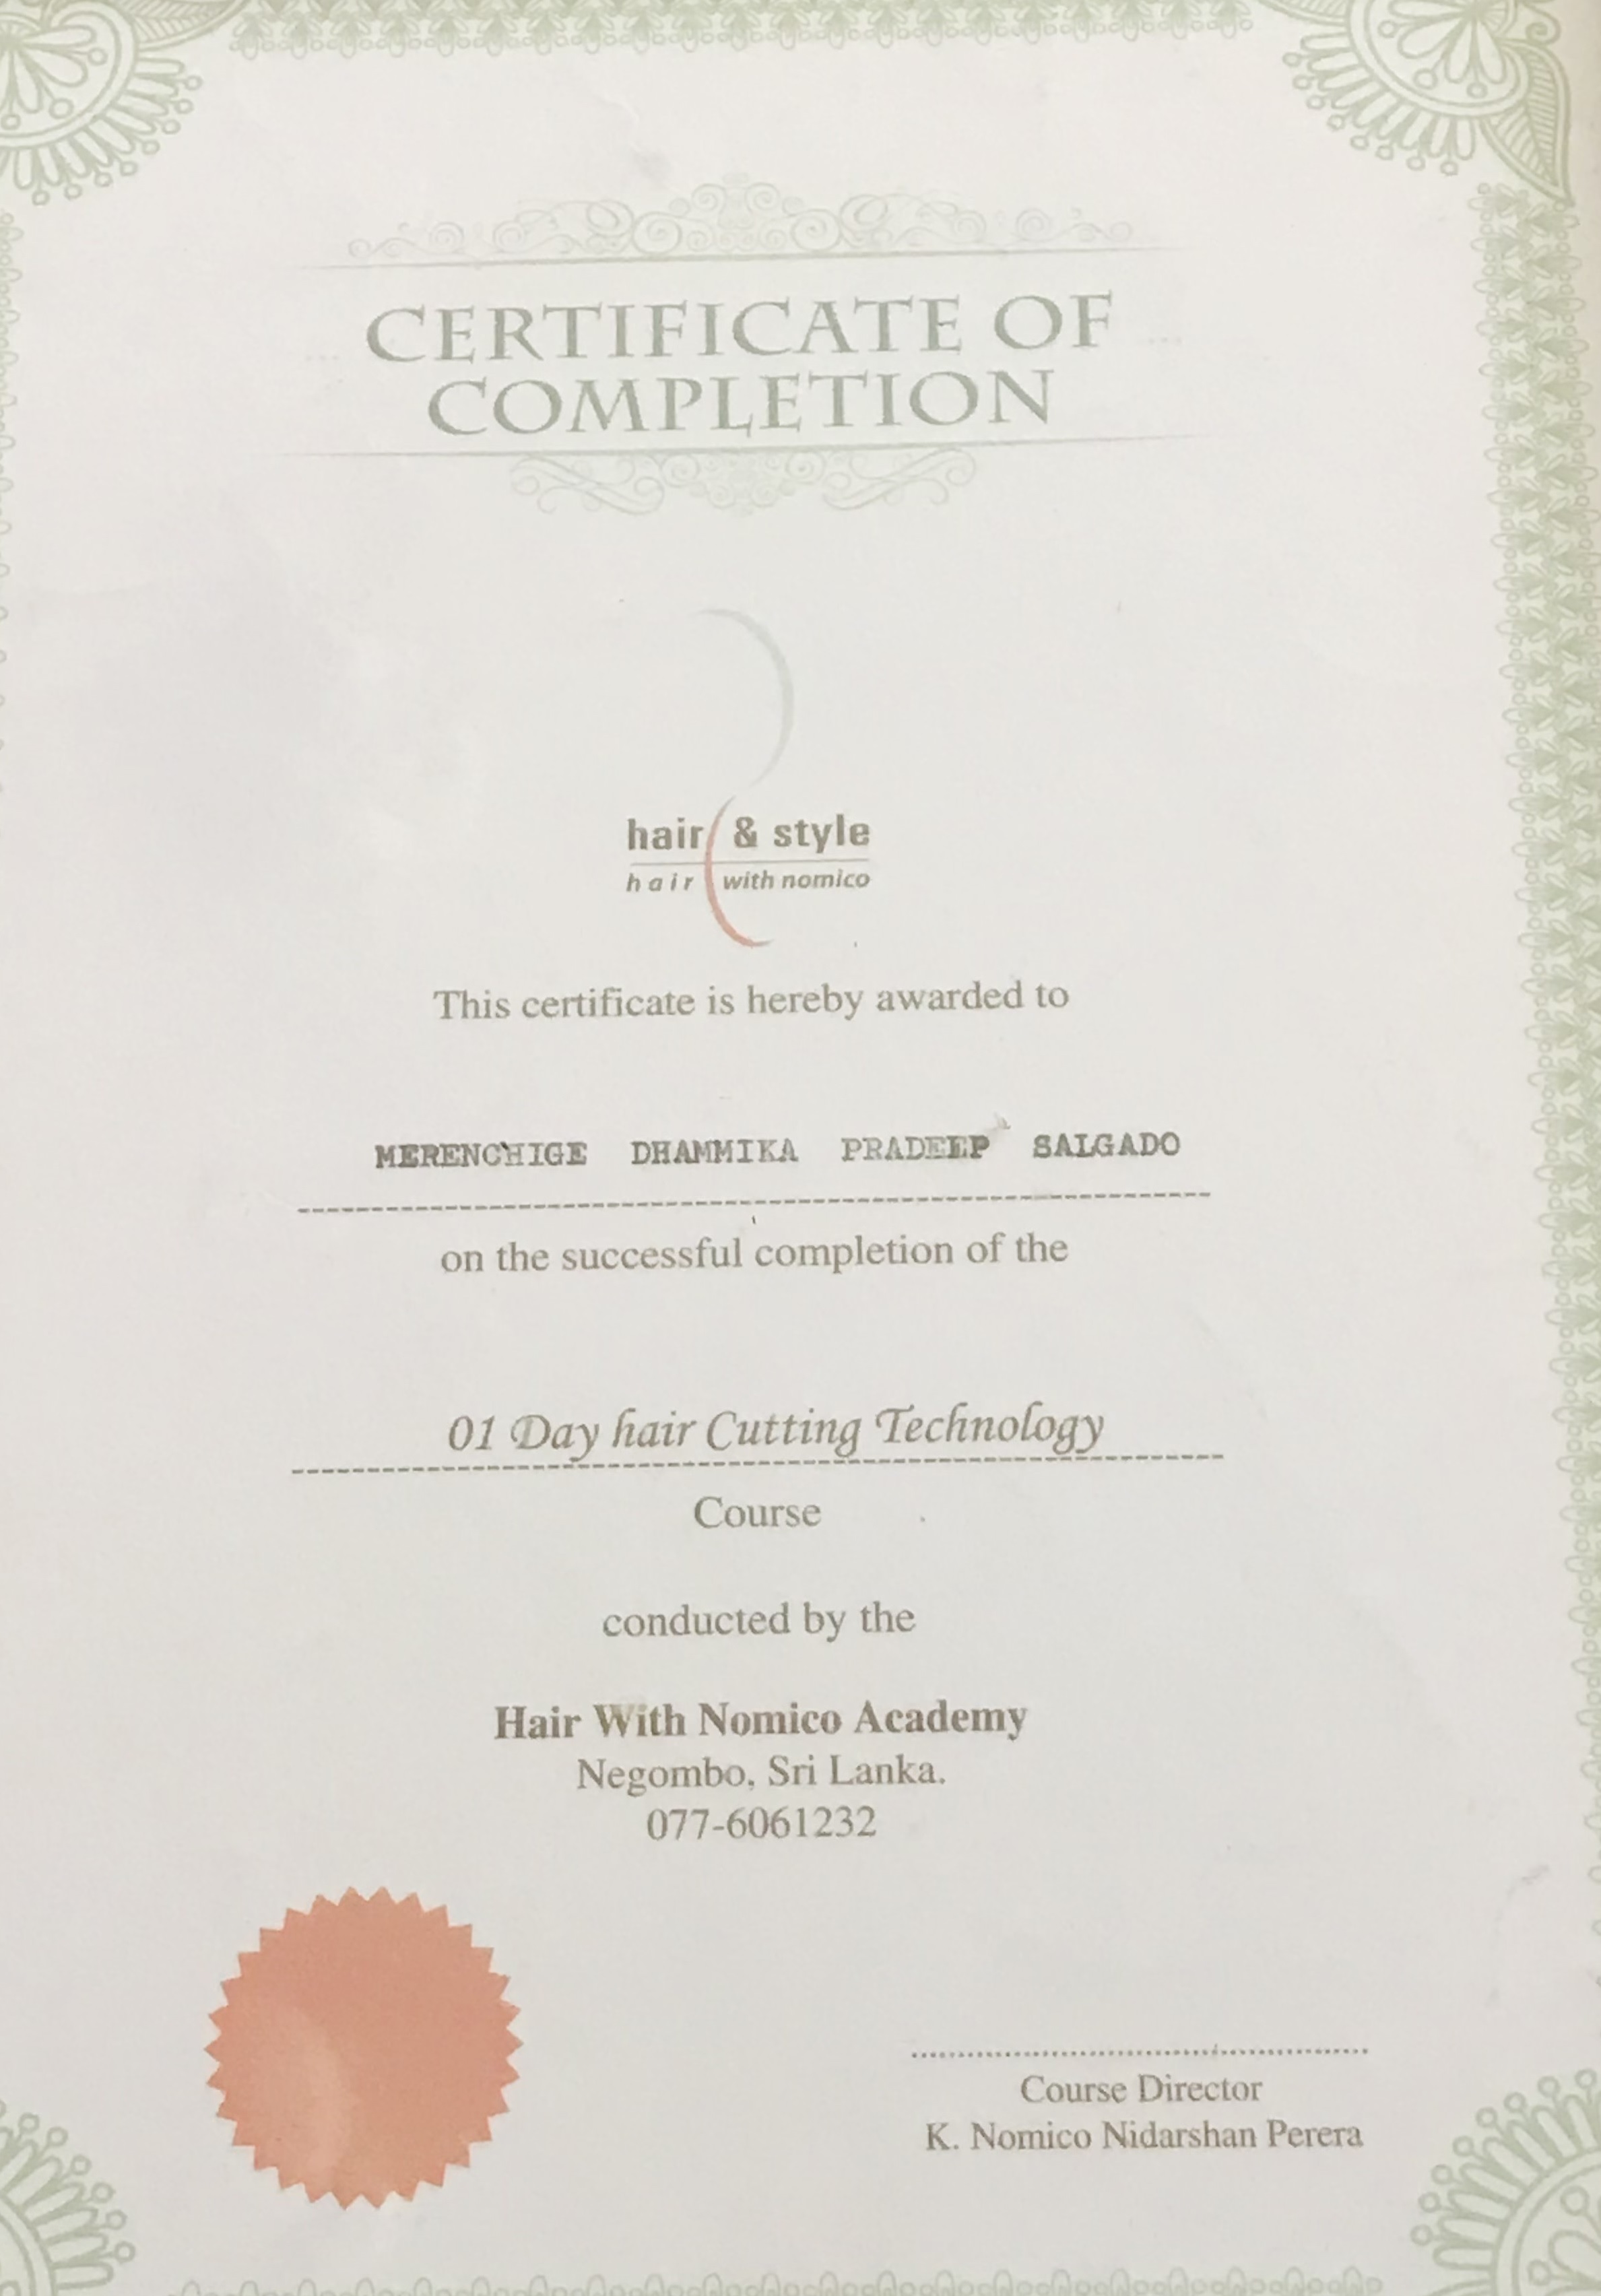 CERTIFICATE OF
COMPLETION
hair & style
hair with nomico
This certificate is hereby awarded to
MERENCHIGE DHAMMIKA PRADEEP SALGADO
on the successful completion of the
01 Day hair Cutting Technology
Course
conducted by the
Hair With Nomico Academy
Negombo, Sri Lanka.
077-6061232
Course Director
K. Nomico Nidarshan Perera